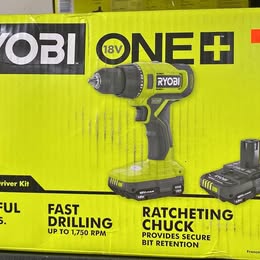 YOBI 18V ONE+
RYOBI
river Kit
FUL
S.
FAST
DRILLING
UP TO 1,750 RPM
RATCHETING
CHUCK
PROVIDES SECURE
BIT RETENTION